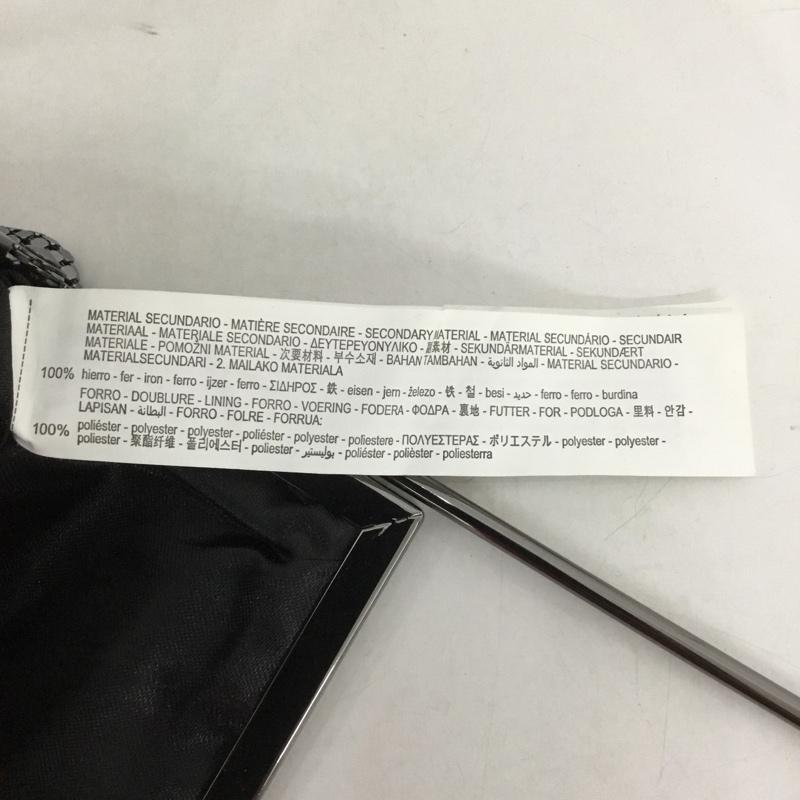 MATERIAL SECUNDARIO - MATIÈRE SECONDAIRE - SECONDARY MATERIAL - MATERIAL SECUNDÁRIO - SECUNDAIR
MATERIAAL - MATERIALE SECONDARIO - ΔΕΥΤΕΡΕΥΟΝΥΛΙΚΟ - 副素材 - SEKUNDÄRMATERIAL - SEKUNDÆRT
MATERIALE - POMOŽNI MATERIAL - 次要材料 - 부수소재 - BAHAN TAMBAHAN - المواد الثانوية - MATERIAL SECUNDARIO -
MATERIALSECUNDARI - 2. MAILAKO MATERIALA
100% hierro - fer - iron - ferro - ijzer - ferro - ΣΙΔΗΡΟΣ - 鉄 - eisen - jern - železo - 铁 - 철 - besi - حديد - ferro - ferro - burdina
FORRO - DOUBLURE - LINING - FORRO - VOERING - FODERA - ΦΟΔΡΑ - 裏地 - FUTTER - FOR - PODLOGA - 里料 - 안감 -
LAPISAN - البطانة - FORRO - FOLRE - FORRUA:
100% poliéster - polyester - polyester - poliéster - polyester - poliestere - ΠΟΛΥΕΣΤΕΡΑΣ - ポリエステル - polyester - polyester -
poliester - 聚酯纤维 - 폴리에스터 - poliester - بوليستير - poliéster - polièster - poliesterra